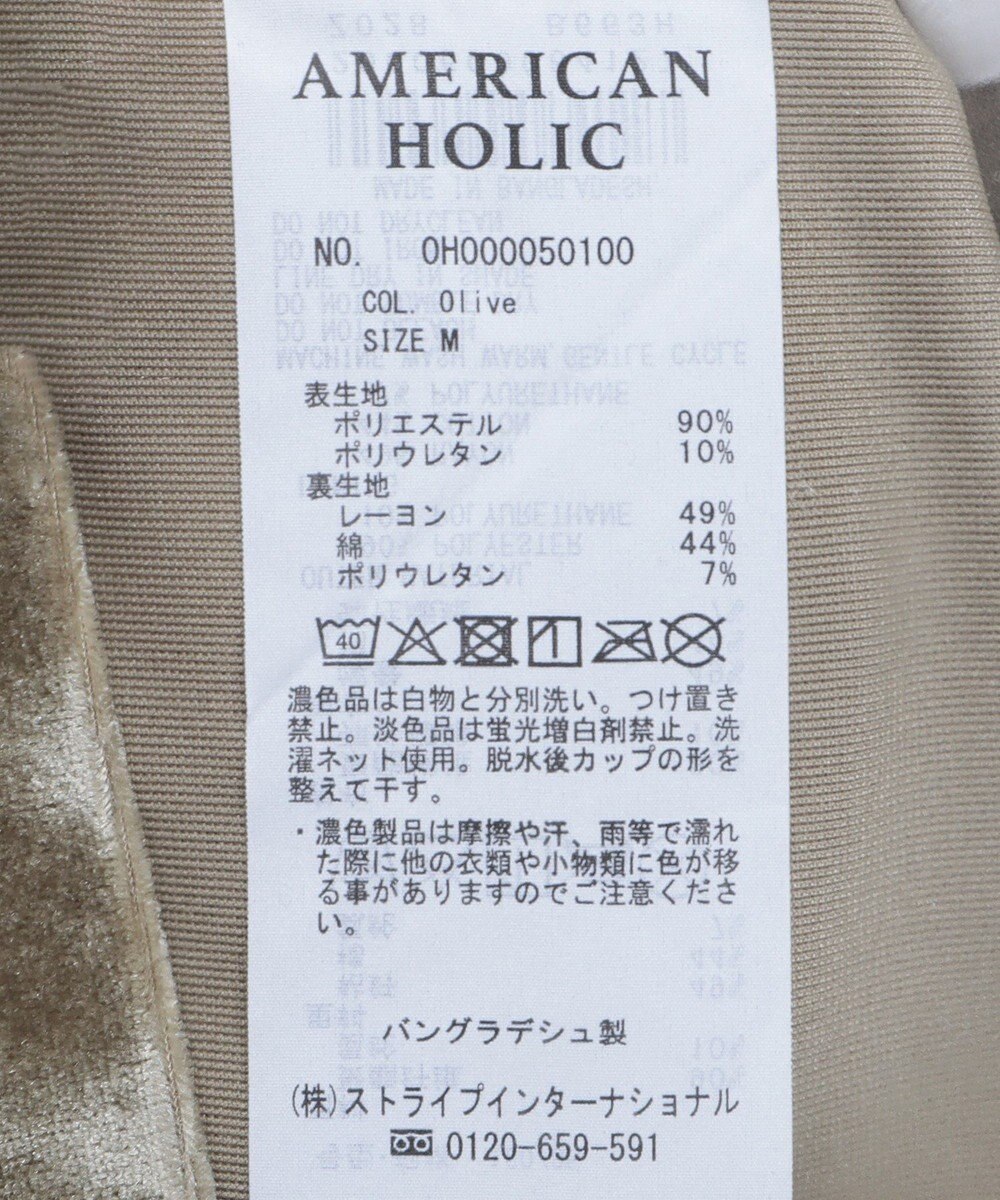 AMERICAN
HOLIC
NO. OH000050100
COL. Olive
SIZE M
表生地
ポリエステル 90%
ポリウレタン 10%
裏生地
レーヨン 49%
綿 44%
ポリウレタン 7%
40
濃色品は白物と分別洗い。つけ置き
禁止。淡色品は蛍光増白剤禁止。洗
濯ネット使用。脱水後カップの形を
整えて干す。
・濃色製品は摩擦や汗、雨等で濡れ
た際に他の衣類や小物類に色が移
る事がありますのでご注意くださ
い。
バングラデシュ製
(株)ストライプインターナショナル
0120-659-591